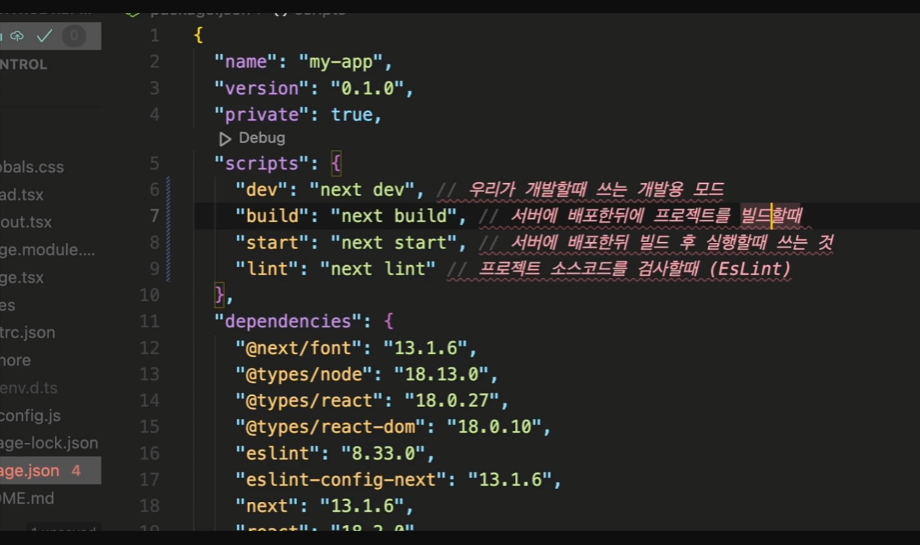 0
NTROL
obals.css
ad.tsx
out.tsx
ge.module....
ge.tsx
es
trc.json
nore
env.d.ts
config.js
age-lock.json
age.json 4
OME.md
1 {
2 "name": "my-app",
3 "version": "0.1.0",
4 "private": true,
Debug
5 "scripts": {
6 "dev": "next dev", // 우리가 개발할때 쓰는 개발용 모드
7 "build": "next build", // 서버에 배포한뒤에 프로젝트를 빌드할때
8 "start": "next start", // 서버에 배포한뒤 빌드 후 실행할때 쓰는 것
9 "lint": "next lint" // 프로젝트 소스코드를 검사할때 (EsLint)
10 },
11 "dependencies": {
12 "@next/font": "13.1.6",
13 "@types/node": "18.13.0",
14 "@types/react": "18.0.27",
15 "@types/react-dom": "18.0.10",
16 "eslint": "8.33.0",
17 "eslint-config-next": "13.1.6",
18 "next": "13.1.6",